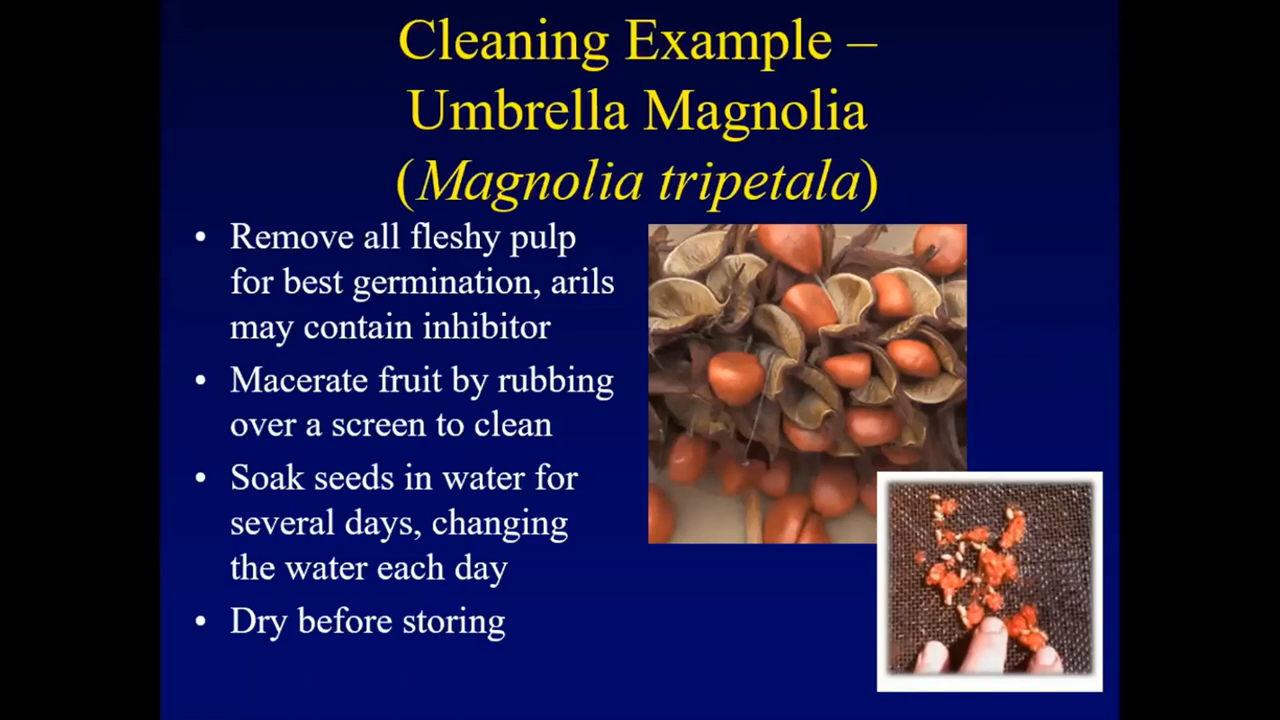 Cleaning Example –
Umbrella Magnolia
(Magnolia tripetala)
• Remove all fleshy pulp
for best germination, arils
may contain inhibitor
• Macerate fruit by rubbing
over a screen to clean
• Soak seeds in water for
several days, changing
the water each day
• Dry before storing